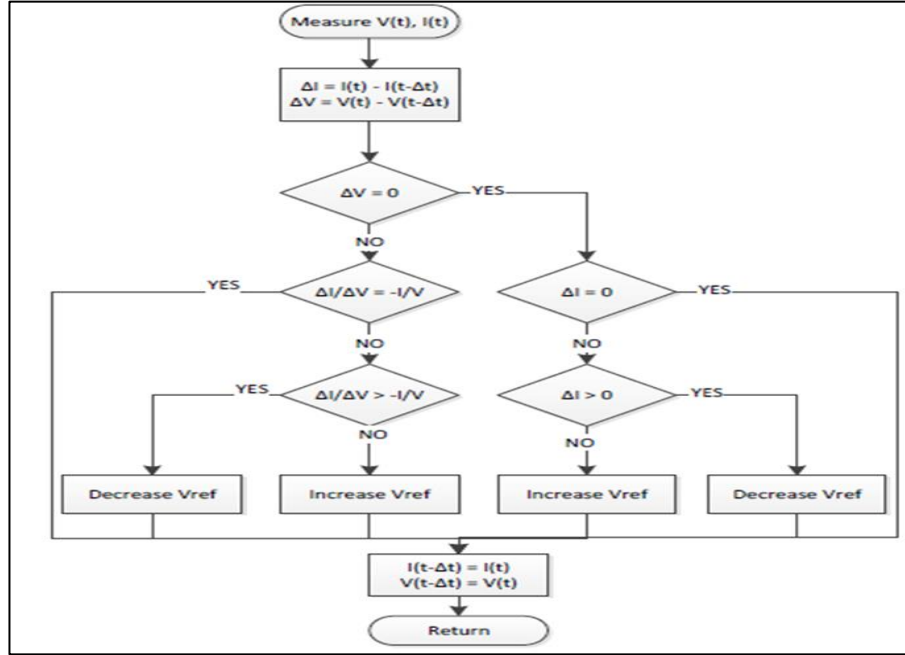 Measure V(t), I(t)
ΔI = I(t) - I(t-Δt)
ΔV = V(t) - V(t-Δt)
ΔV = 0
YES
NO
YES
ΔI/ΔV = -I/V
ΔI = 0
YES
NO
NO
YES
ΔI/ΔV > -I/V
ΔI > 0
YES
NO
NO
Decrease Vref
Increase Vref
Increase Vref
Decrease Vref
I(t-Δt) = I(t)
V(t-Δt) = V(t)
Return